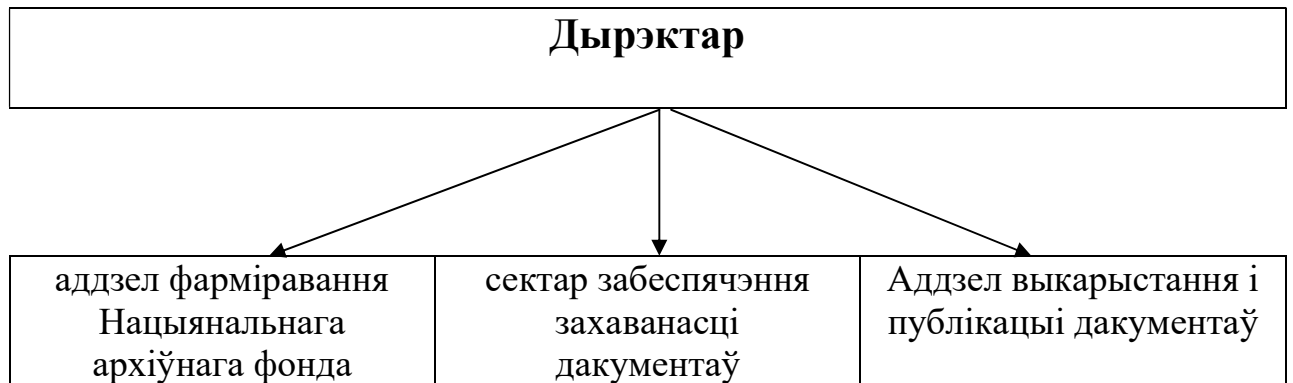 Дырэктар
аддзел фарміравання
Нацыянальнага
архіўнага фонда
сектар забеспячэння
захаванасці
дакументаў
Аддзел выкарыстання і
публікацыі дакументаў